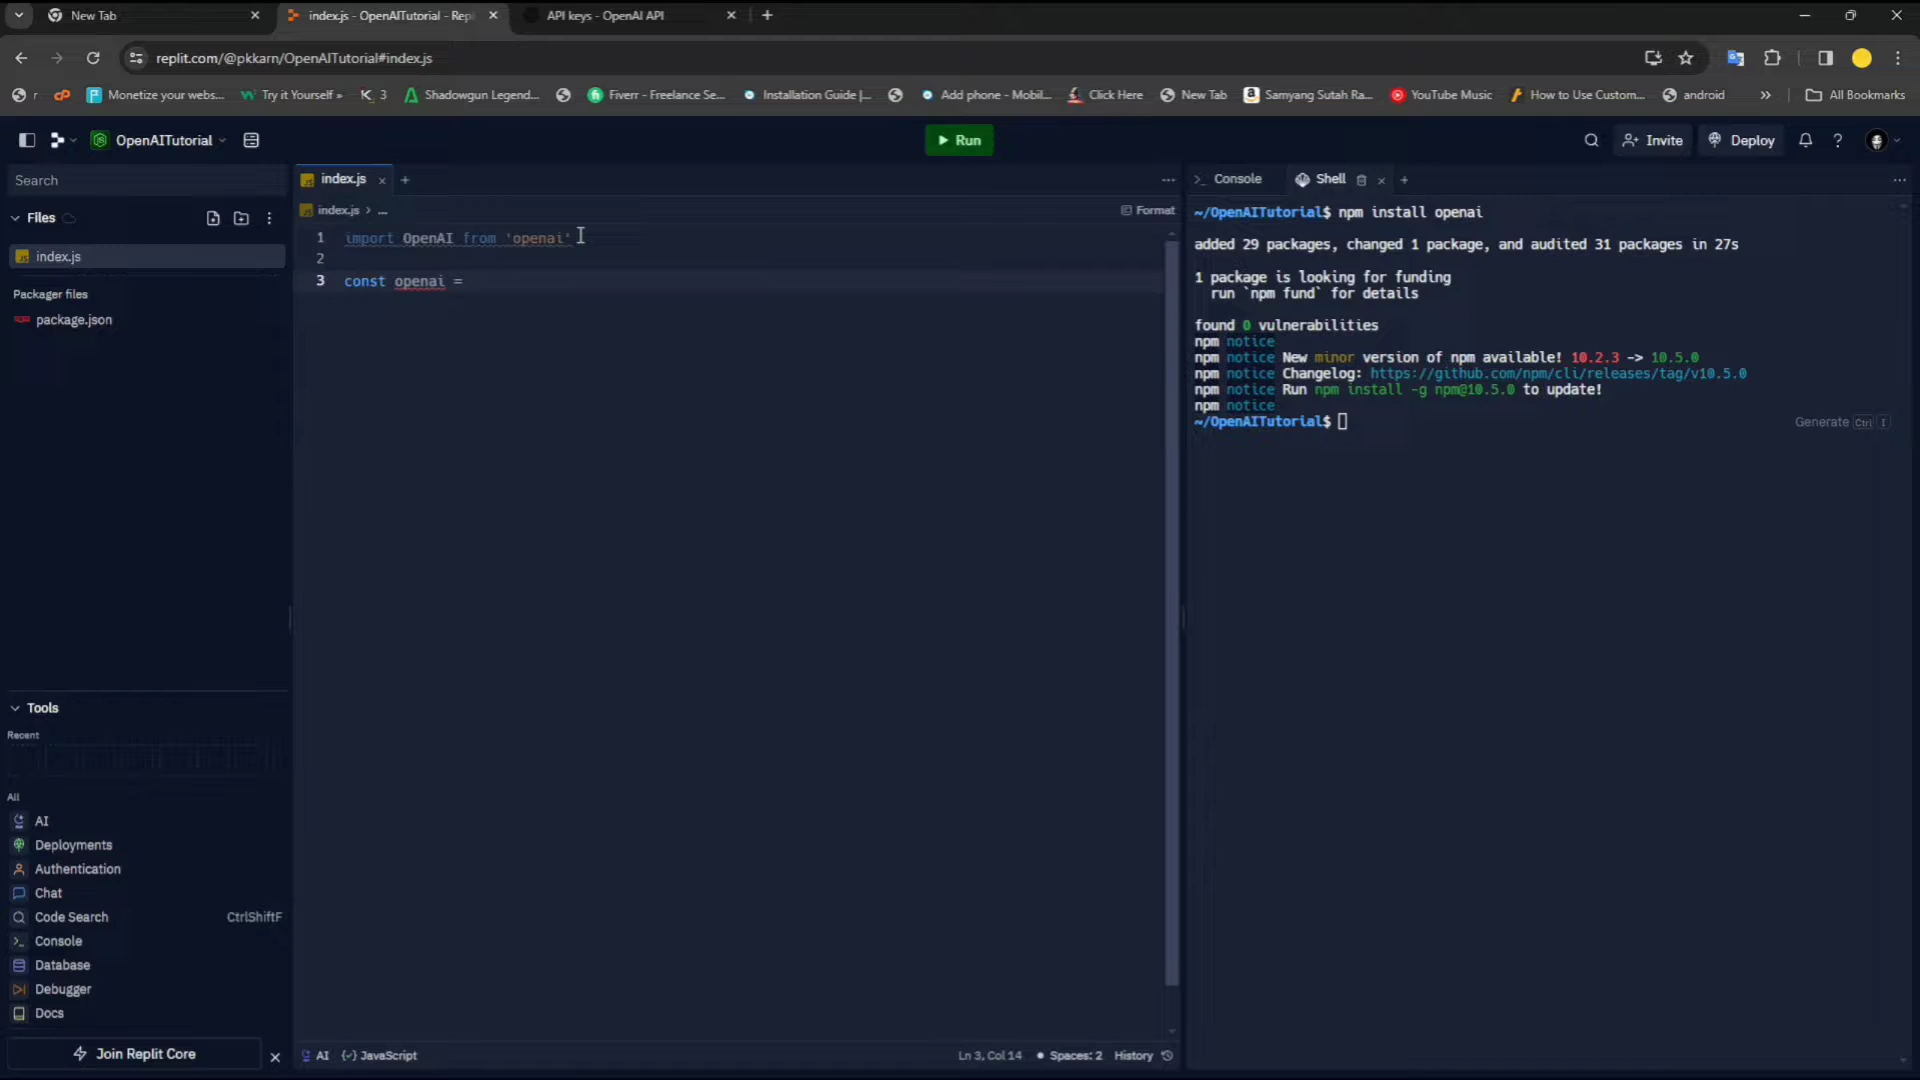 New Tab
index.js - OpenAITutorial - Repl
API keys - OpenAI API
replit.com/@pkkarn/OpenAITutorial#index.js
r
Monetize your webs...
Try it Yourself »
3
Shadowgun Legend...
Fiverr - Freelance Se...
Installation Guide |...
Add phone - Mobil...
Click Here
New Tab
Samyang Sutah Ra...
YouTube Music
How to Use Custom...
android
»
All Bookmarks
OpenAITutorial
Run
Invite
Deploy
Search
Files
index.js
Packager files
package.json
Tools
Recent
All
AI
Deployments
Authentication
Chat
Code Search CtrlShiftF
Console
Database
Debugger
Docs
Join Replit Core
index.js
index.js > ...
Format
1 import OpenAI from 'openai'
2
3 const openai =
AI
JavaScript
Ln 3, Col 14
Spaces: 2
History
Console
Shell
~/OpenAITutorial$ npm install openai
added 29 packages, changed 1 package, and audited 31 packages in 27s
1 package is looking for funding
run `npm fund` for details
found 0 vulnerabilities
npm notice
npm notice New minor version of npm available! 10.2.3 -> 10.5.0
npm notice Changelog: https://github.com/npm/cli/releases/tag/v10.5.0
npm notice Run npm install -g npm@10.5.0 to update!
npm notice
~/OpenAITutorial$
Generate Ctrl I